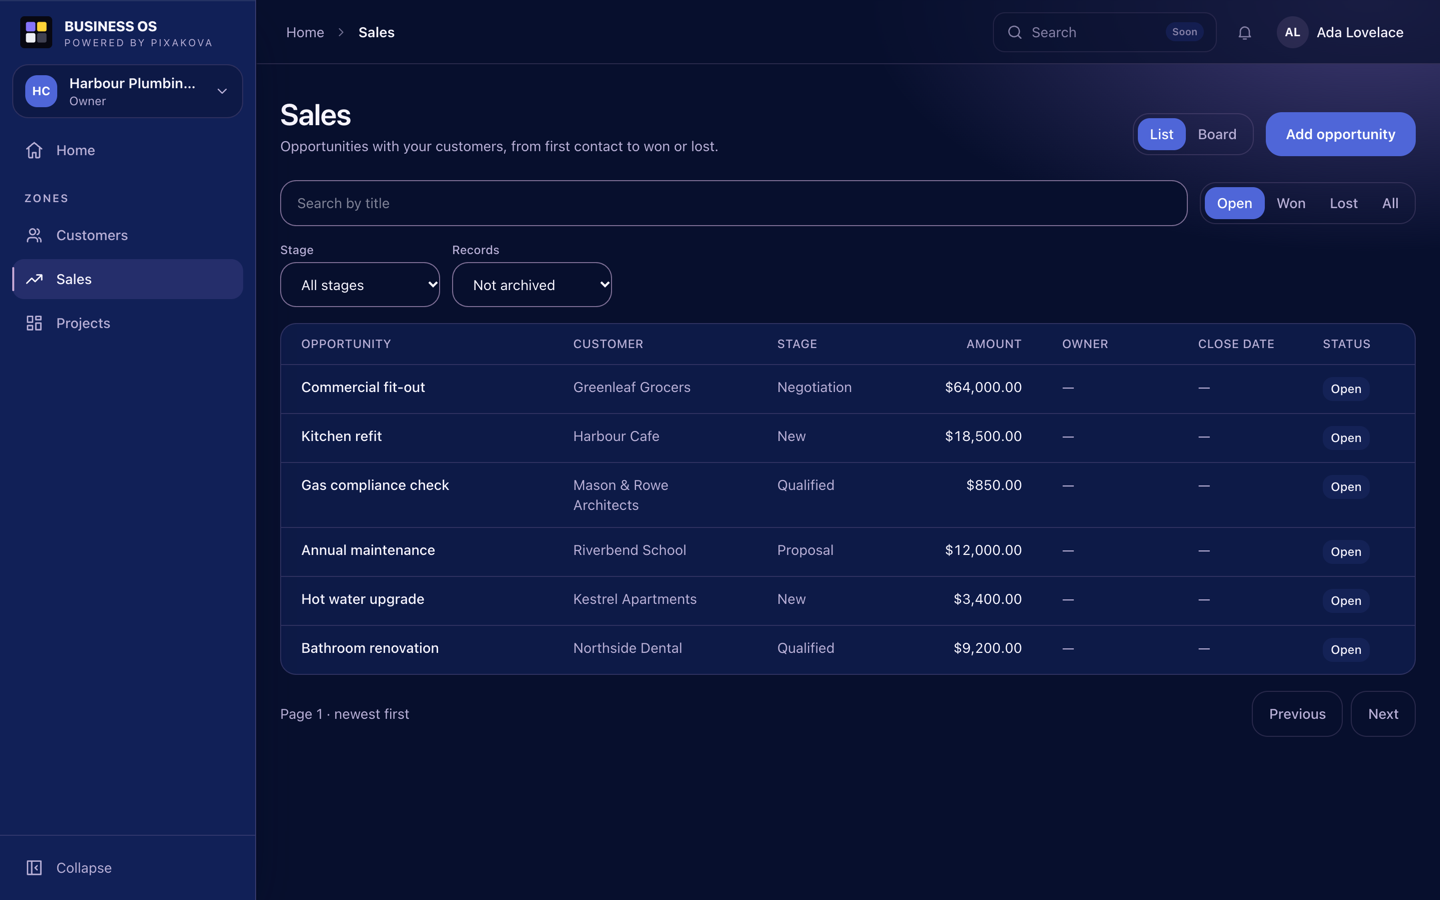 BUSINESS OS
POWERED BY PIXAKOVA
HC
Harbour Plumbin...
Owner
Home
ZONES
Customers
Sales
Projects
Collapse
Home > Sales
Search
Soon
AL
Ada Lovelace
Sales
Opportunities with your customers, from first contact to won or lost.
List
Board
Add opportunity
Search by title
Open
Won
Lost
All
Stage
Records
All stages
Not archived
OPPORTUNITY CUSTOMER STAGE AMOUNT OWNER CLOSE DATE STATUS
Commercial fit-out Greenleaf Grocers Negotiation $64,000.00 — — Open
Kitchen refit Harbour Cafe New $18,500.00 — — Open
Gas compliance check Mason & Rowe Qualified $850.00 — — Open
Architects
Annual maintenance Riverbend School Proposal $12,000.00 — — Open
Hot water upgrade Kestrel Apartments New $3,400.00 — — Open
Bathroom renovation Northside Dental Qualified $9,200.00 — — Open
Page 1 · newest first
Previous
Next